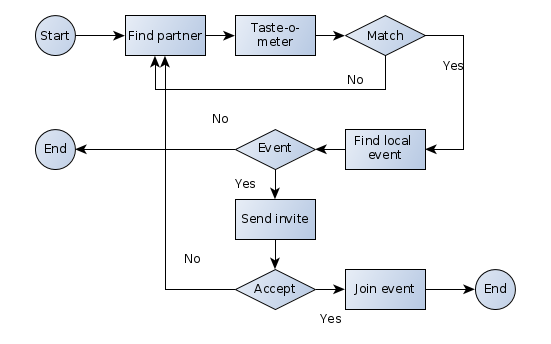 Start
Find partner
Taste-o-
meter
Match
Yes
No
No
End
Event
Find local
event
Yes
Send invite
No
Accept
Join event
End
Yes